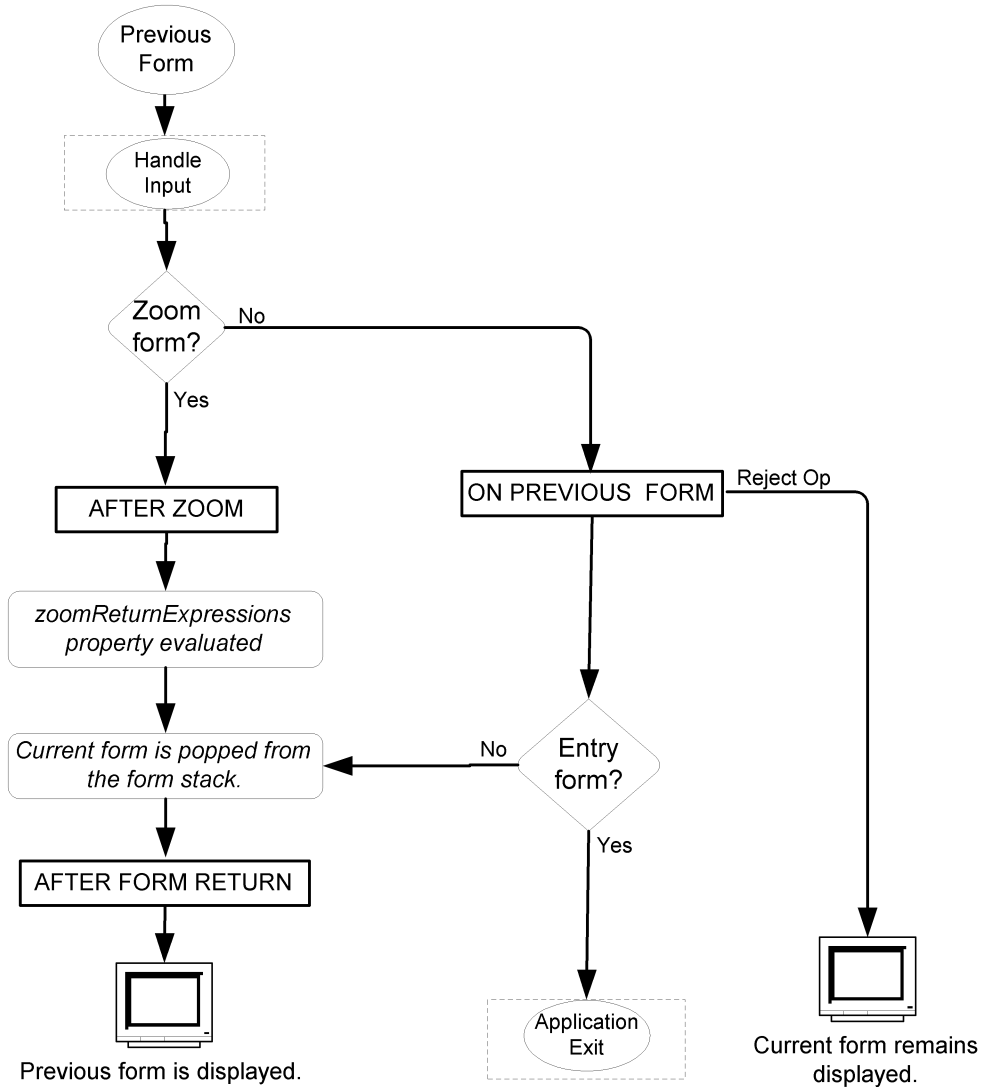 Previous
Form
Handle
Input
Zoom
form?
No
Yes
AFTER ZOOM
ON PREVIOUS FORM
Reject Op
zoomReturnExpressions
property evaluated
Current form is popped from
the form stack.
No
Entry
form?
Yes
AFTER FORM RETURN
Previous form is displayed.
Application
Exit
Current form remains
displayed.